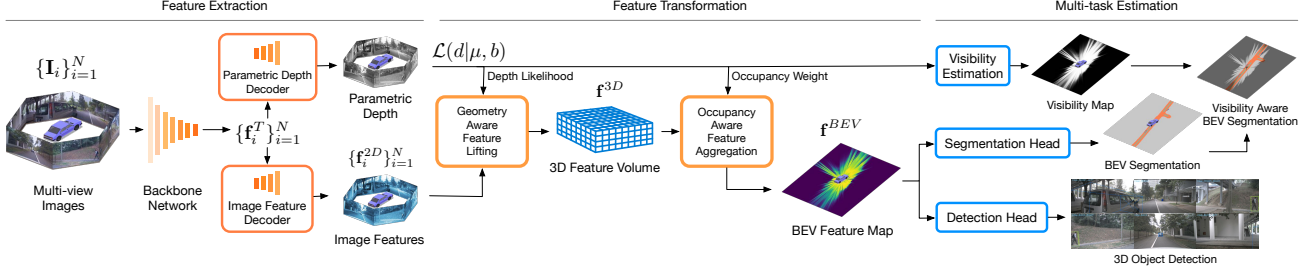 Feature Extraction
Feature Transformation
Multi-task Estimation
{I_i}_{i=1}^N
Multi-view
Images
Backbone
Network
Parametric Depth
Decoder
{f_i^T}_{i=1}^N
Image Feature
Decoder
Parametric
Depth
{f_i^{2D}}_{i=1}^N
Image Features
L(d|μ, b)
Depth Likelihood
Geometry
Aware
Feature
Lifting
f^{3D}
3D Feature Volume
Occupancy Weight
Occupancy
Aware
Feature
Aggregation
f^{BEV}
BEV Feature Map
Visibility
Estimation
Visibility Map
Visibility Aware
BEV Segmentation
Segmentation Head
BEV Segmentation
Detection Head
3D Object Detection